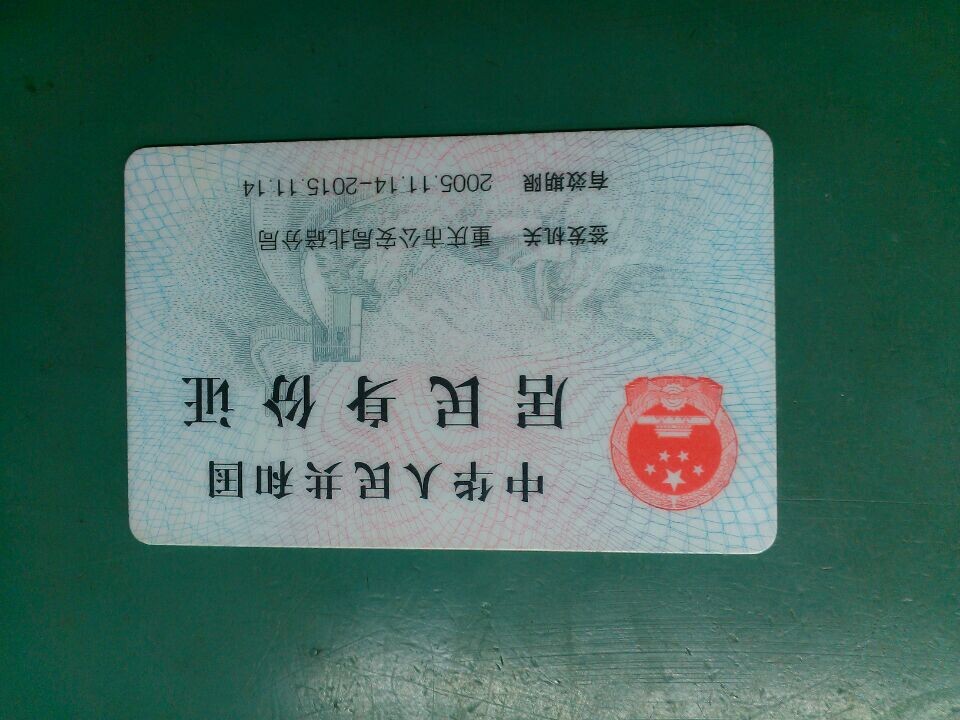 中华人民共和国
居民身份证
签发机关 重庆市公安局北碚分局
有效期限 2005.11.14-2015.11.14